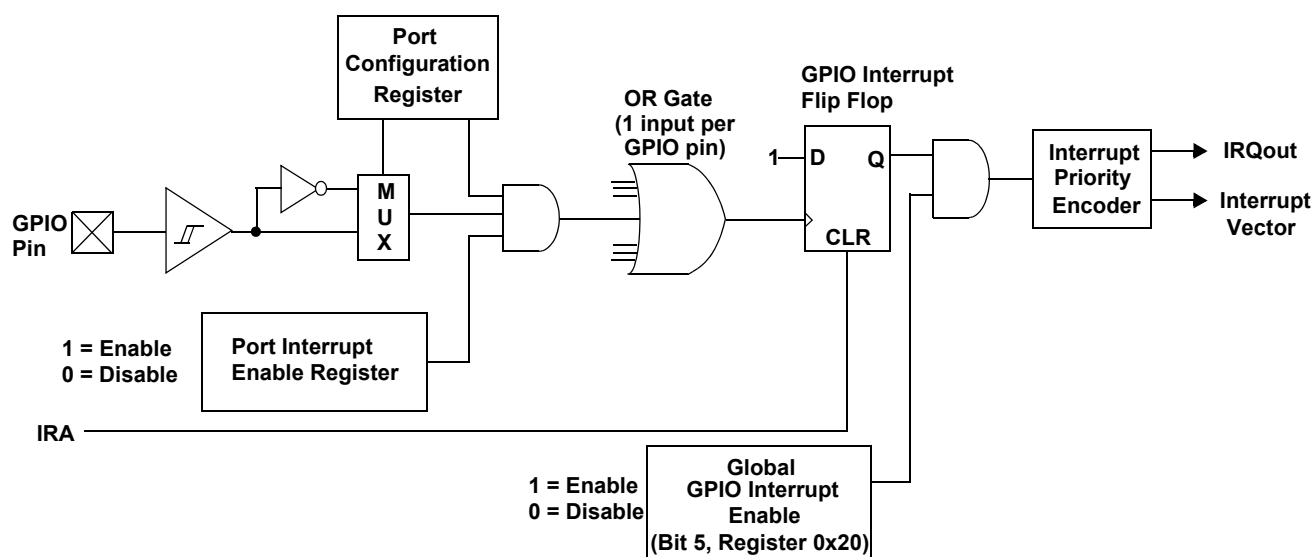 Port
Configuration
Register
GPIO Interrupt
Flip Flop
OR Gate
(1 input per
GPIO pin)
1
D
Q
CLR
Interrupt
Priority
Encoder
IRQout
Interrupt
Vector
M
U
X
GPIO
Pin
1 = Enable
0 = Disable
Port Interrupt
Enable Register
IRA
1 = Enable
0 = Disable
Global
GPIO Interrupt
Enable
(Bit 5, Register 0x20)